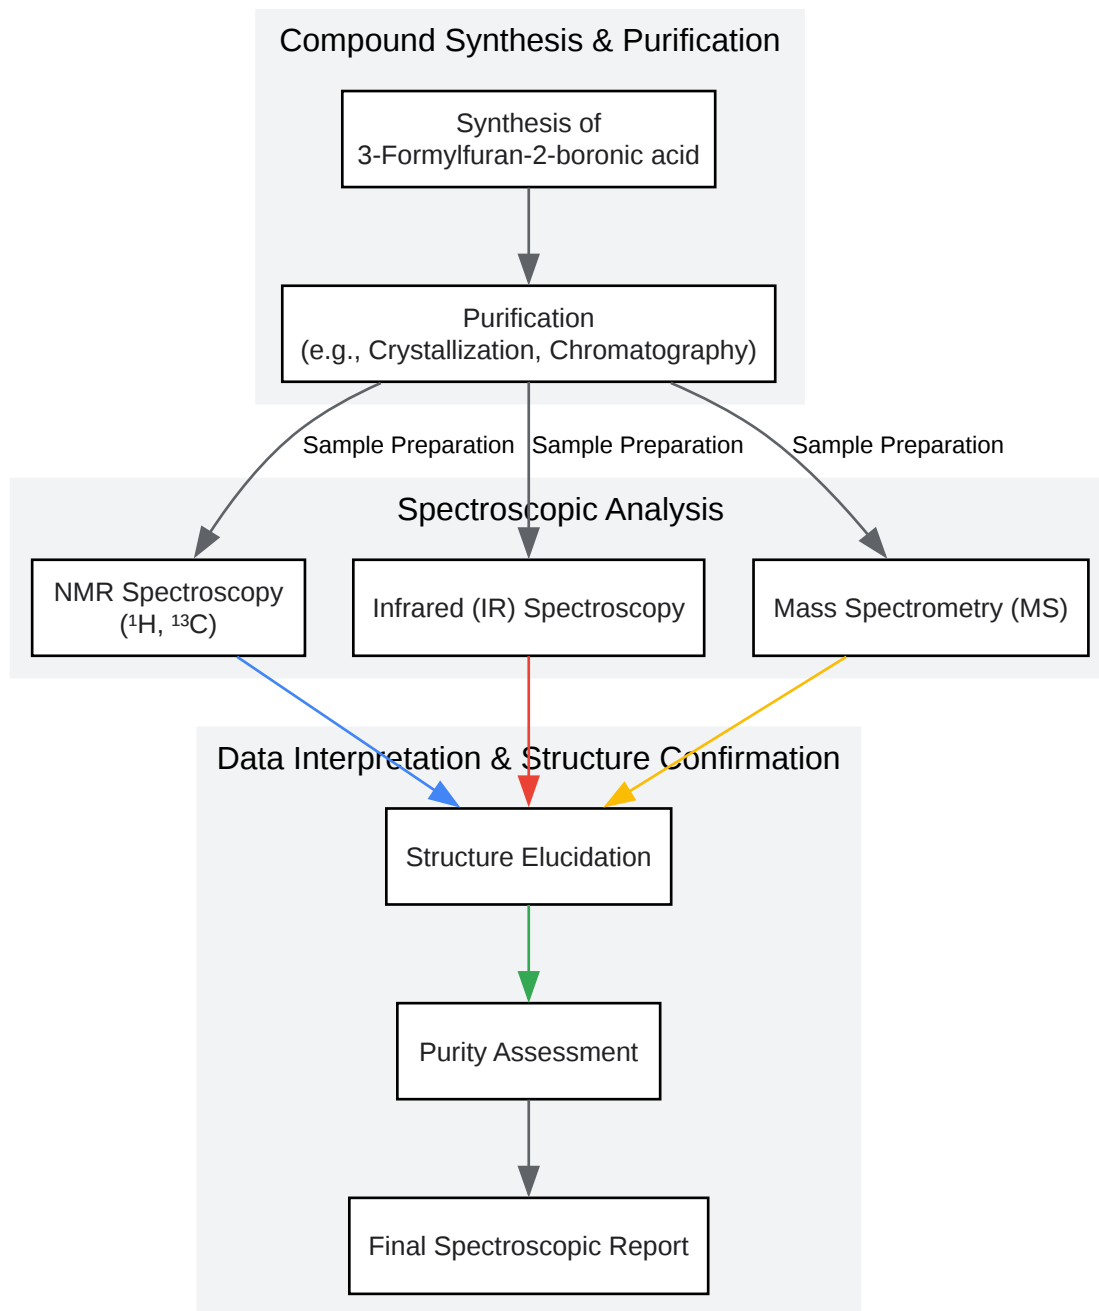 Compound Synthesis & Purification
Synthesis of
3-Formylfuran-2-boronic acid
Purification
(e.g., Crystallization, Chromatography)
Sample Preparation
Sample Preparation
Sample Preparation
Spectroscopic Analysis
NMR Spectroscopy
(¹H, ¹³C)
Infrared (IR) Spectroscopy
Mass Spectrometry (MS)
Data Interpretation & Structure Confirmation
Structure Elucidation
Purity Assessment
Final Spectroscopic Report